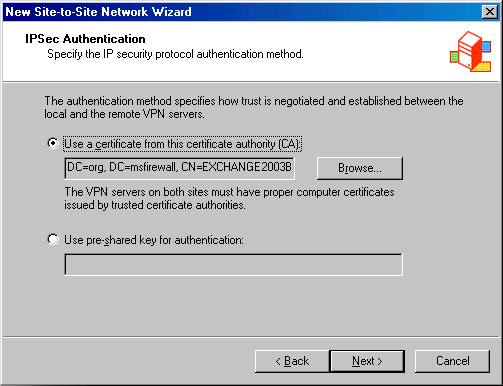 New Site-to-Site Network Wizard
IPSec Authentication
Specify the IP security protocol authentication method.
The authentication method specifies how trust is negotiated and established between the
local and the remote VPN servers.
Use a certificate from this certificate authority (CA):
DC=org, DC=msfirewall, CN=EXCHANGE2003B
Browse...
The VPN servers on both sites must have proper computer certificates
issued by trusted certificate authorities.
Use pre-shared key for authentication:
< Back
Next >
Cancel